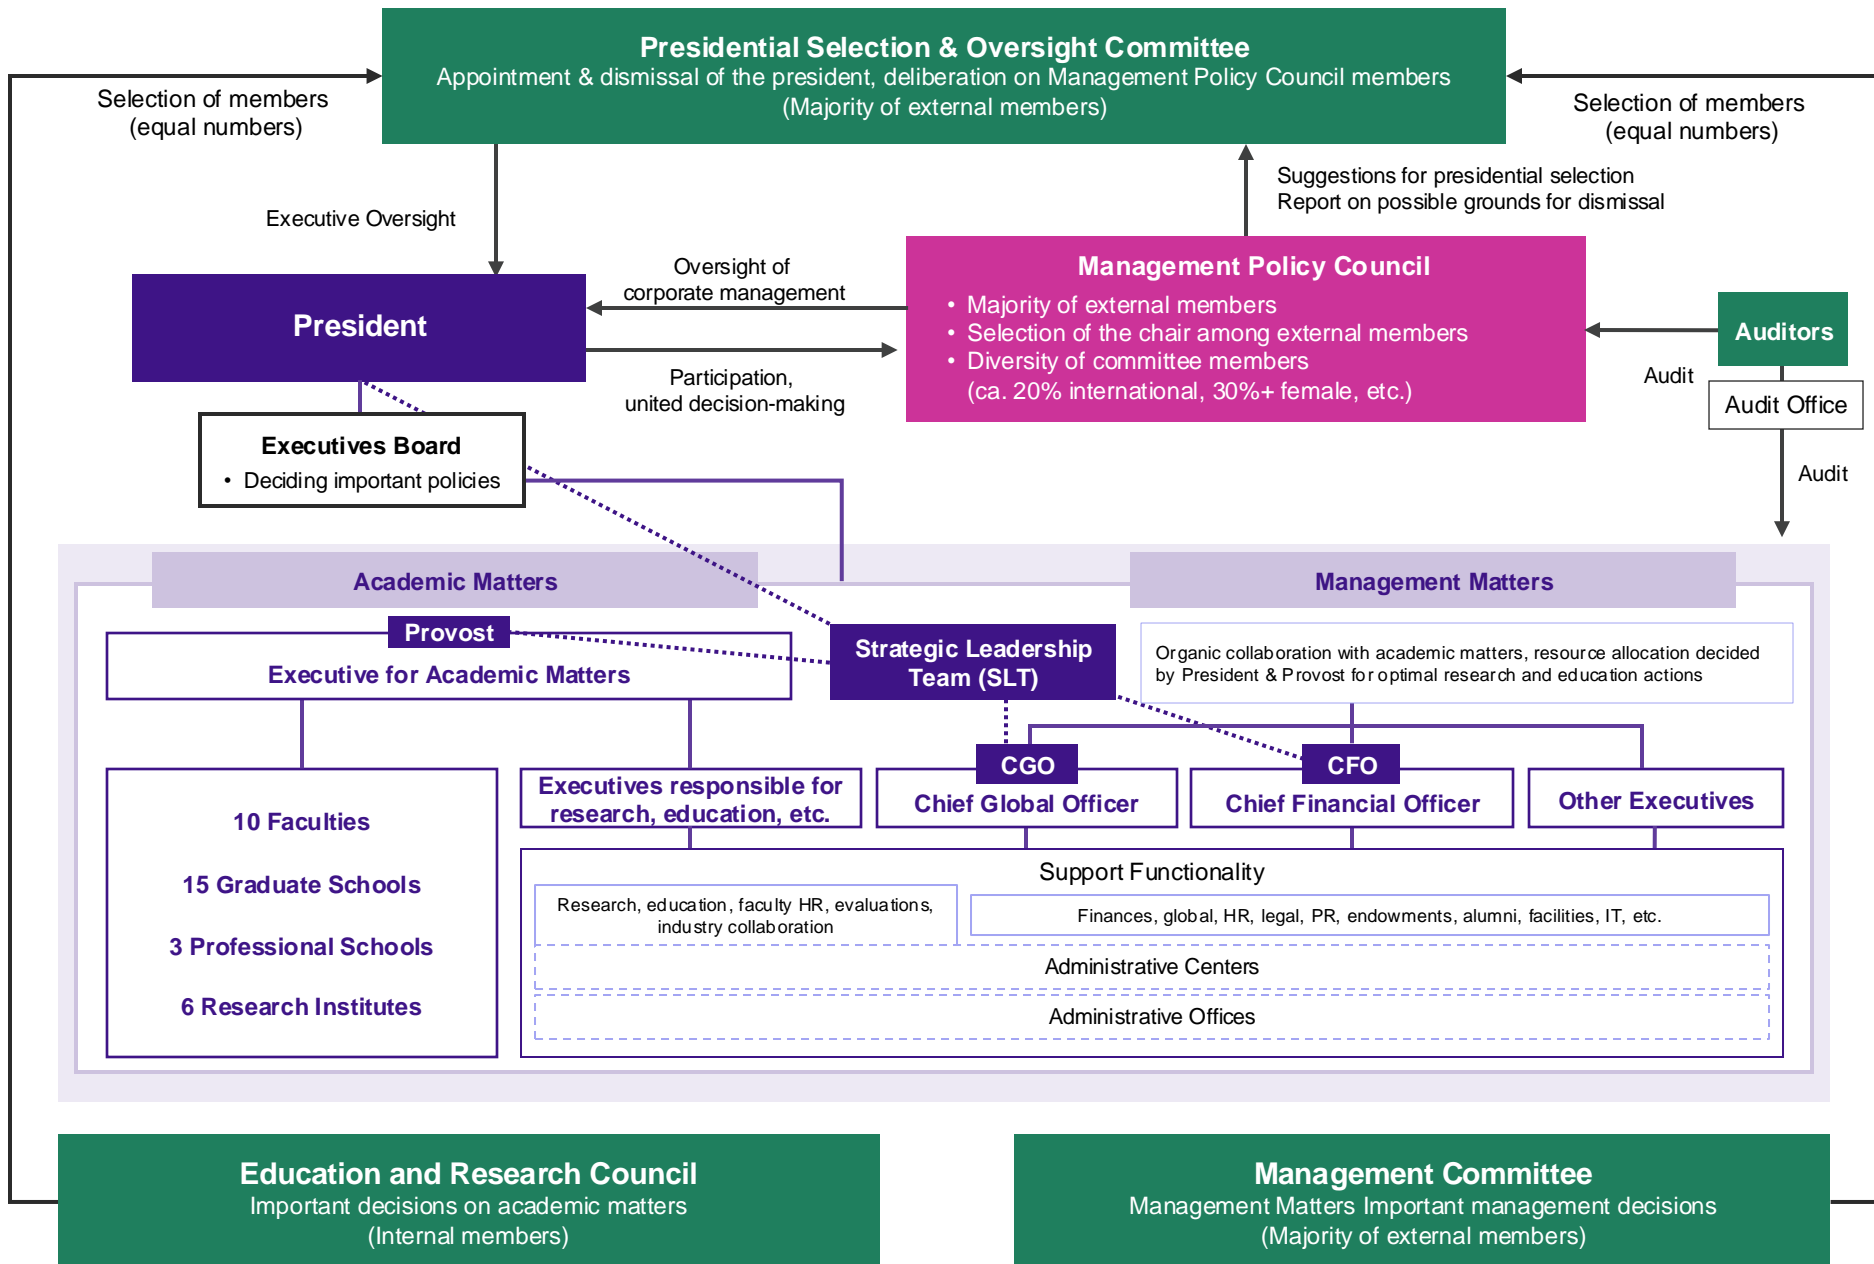 Presidential Selection & Oversight Committee
Appointment & dismissal of the president, deliberation on Management Policy Council members
(Majority of external members)
Selection of members
(equal numbers)
Selection of members
(equal numbers)
Suggestions for presidential selection
Report on possible grounds for dismissal
Executive Oversight
President
Oversight of
corporate management
Participation,
united decision-making
Management Policy Council
• Majority of external members
• Selection of the chair among external members
• Diversity of committee members
(ca. 20% international, 30%+ female, etc.)
Auditors
Audit
Audit Office
Audit
Executives Board
• Deciding important policies
Academic Matters
Management Matters
Provost
Executive for Academic Matters
Strategic Leadership
Team (SLT)
Organic collaboration with academic matters, resource allocation decided
by President & Provost for optimal research and education actions
10 Faculties
15 Graduate Schools
3 Professional Schools
6 Research Institutes
Executives responsible for
research, education, etc.
CGO
Chief Global Officer
CFO
Chief Financial Officer
Other Executives
Support Functionality
Research, education, faculty HR, evaluations,
industry collaboration
Finances, global, HR, legal, PR, endowments, alumni, facilities, IT, etc.
Administrative Centers
Administrative Offices
Education and Research Council
Important decisions on academic matters
(Internal members)
Management Committee
Management Matters Important management decisions
(Majority of external members)